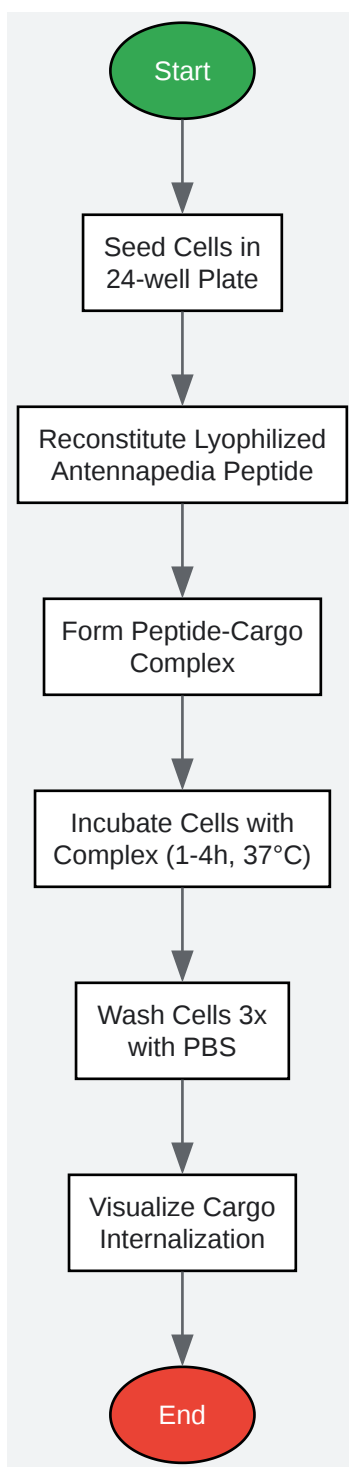 Start
Seed Cells in
24-well Plate
Reconstitute Lyophilized
Antennapedia Peptide
Form Peptide-Cargo
Complex
Incubate Cells with
Complex (1-4h, 37°C)
Wash Cells 3x
with PBS
Visualize Cargo
Internalization
End